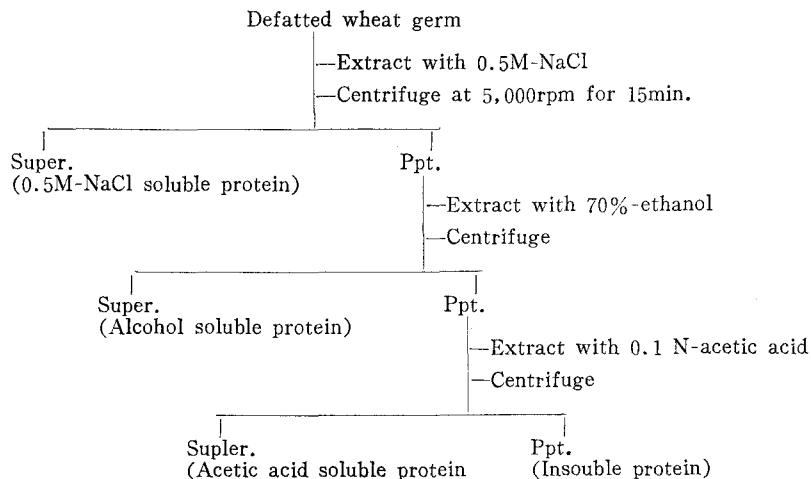 Defatted wheat germ
Extract with 0.5M-NaCl
Centrifuge at 5,000rpm for 15min.
Super.
(0.5M-NaCl soluble protein)
Ppt.
Extract with 70%-ethanol
Centrifuge
Super.
(Alcohol soluble protein)
Ppt.
Extract with 0.1 N-acetic acid
Centrifuge
Supler.
(Acetic acid soluble protein
Ppt.
(Insouble protein)